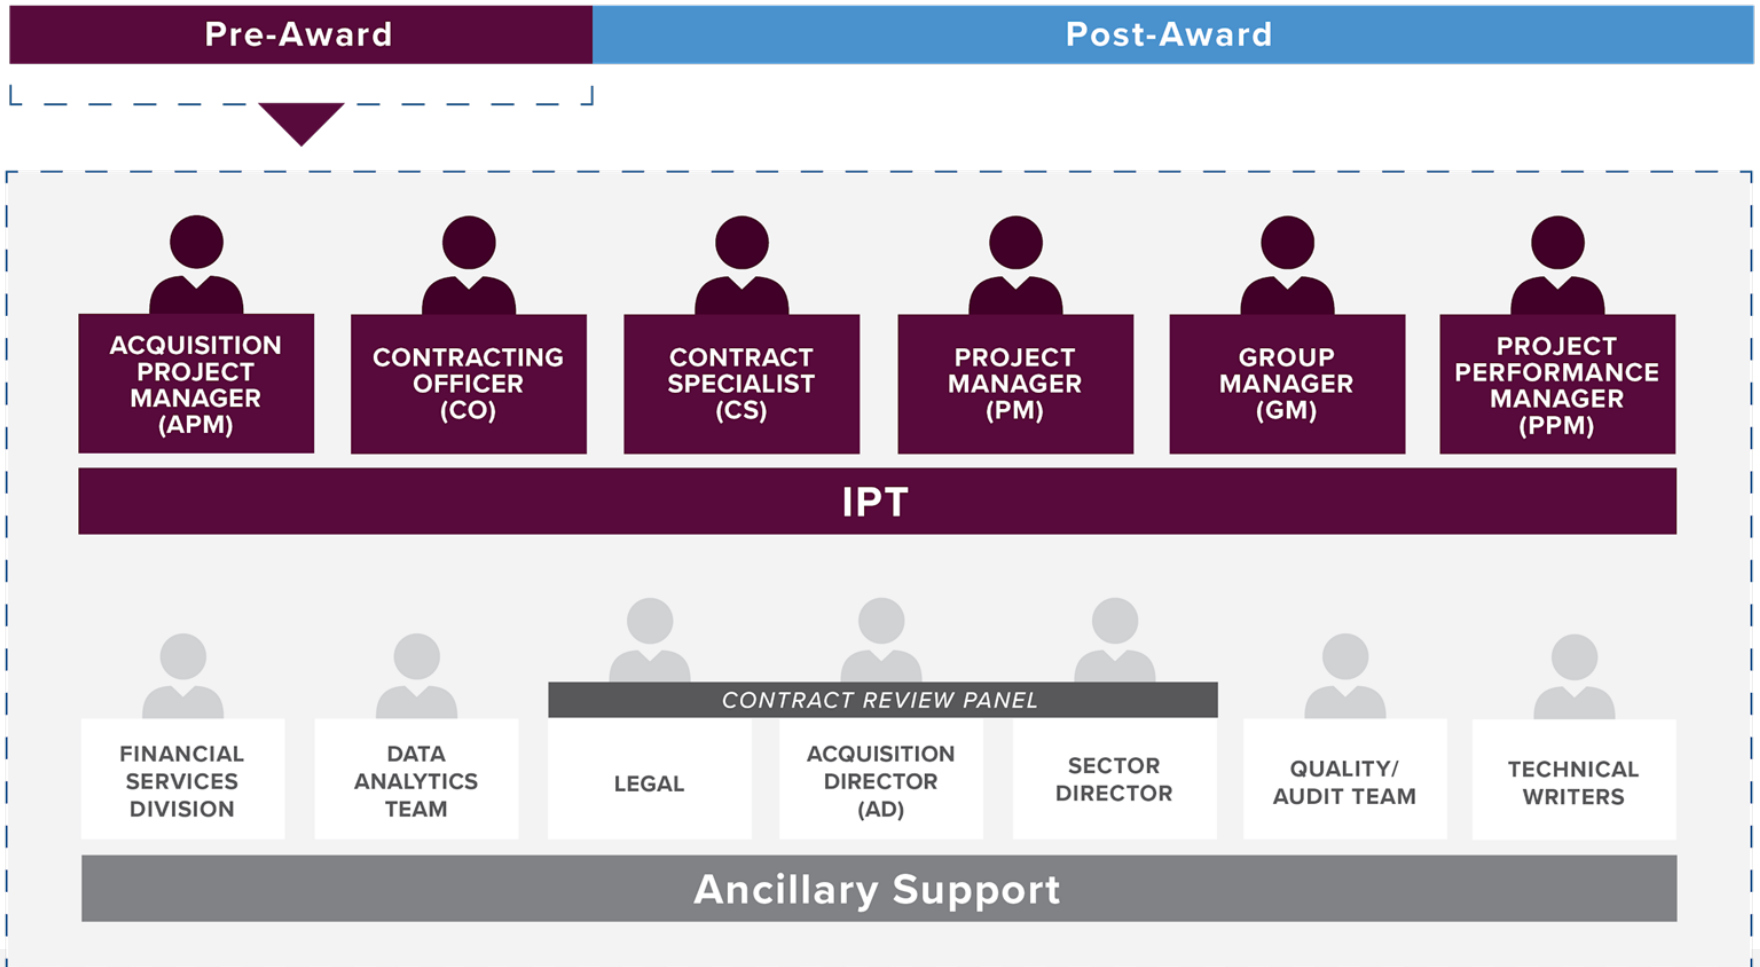 Pre-Award
Post-Award
ACQUISITION
PROJECT
MANAGER
(APM)
CONTRACTING
OFFICER
(CO)
CONTRACT
SPECIALIST
(CS)
PROJECT
MANAGER
(PM)
GROUP
MANAGER
(GM)
PROJECT
PERFORMANCE
MANAGER
(PPM)
IPT
CONTRACT REVIEW PANEL
FINANCIAL
SERVICES
DIVISION
DATA
ANALYTICS
TEAM
LEGAL
ACQUISITION
DIRECTOR
(AD)
SECTOR
DIRECTOR
QUALITY/
AUDIT TEAM
TECHNICAL
WRITERS
Ancillary Support